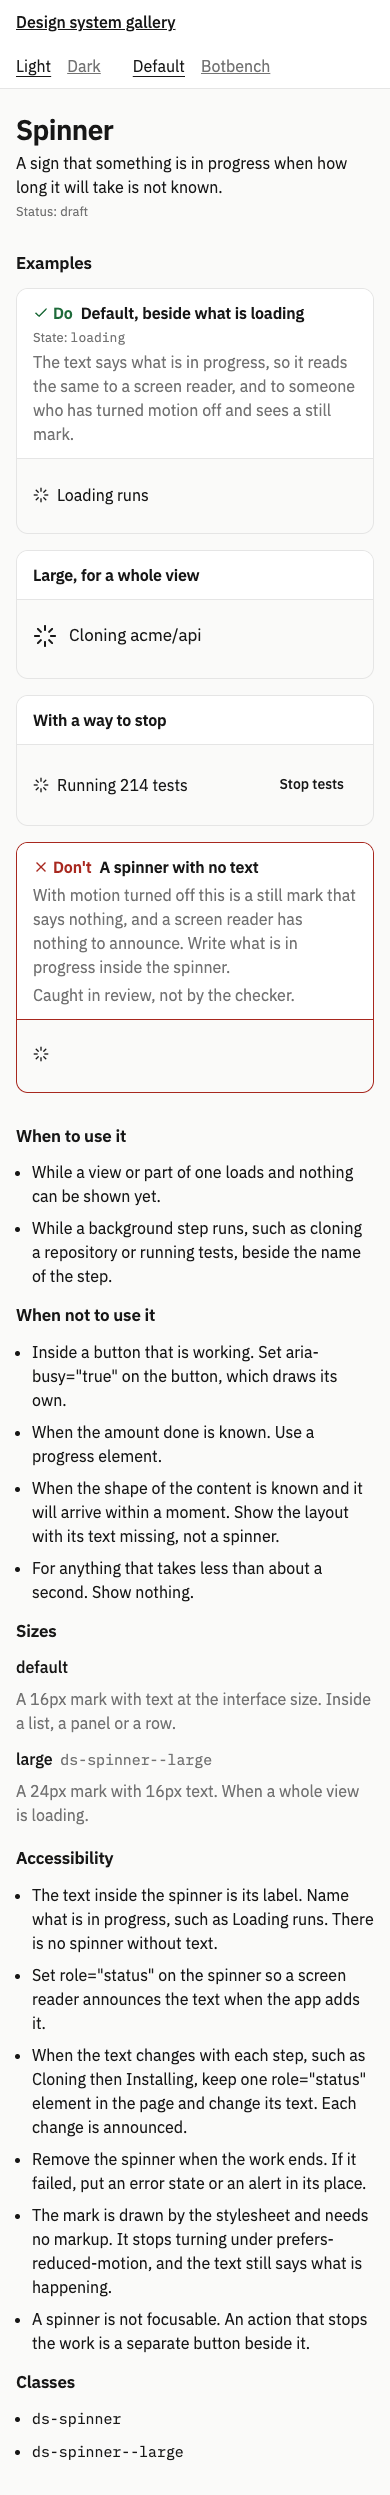 Design system gallery
Light Dark Default Botbench
Spinner
A sign that something is in progress when how
long it will take is not known.
Status: draft
Examples
Do Default, beside what is loading
State: loading
The text says what is in progress, so it reads
the same to a screen reader, and to someone
who has turned motion off and sees a still
mark.
Loading runs
Large, for a whole view
Cloning acme/api
With a way to stop
Running 214 tests Stop tests
Don't A spinner with no text
With motion turned off this is a still mark that
says nothing, and a screen reader has
nothing to announce. Write what is in
progress inside the spinner.
Caught in review, not by the checker.
When to use it
• While a view or part of one loads and nothing
can be shown yet.
• While a background step runs, such as cloning
a repository or running tests, beside the name
of the step.
When not to use it
• Inside a button that is working. Set aria-
busy="true" on the button, which draws its
own.
• When the amount done is known. Use a
progress element.
• When the shape of the content is known and it
will arrive within a moment. Show the layout
with its text missing, not a spinner.
• For anything that takes less than about a
second. Show nothing.
Sizes
default
A 16px mark with text at the interface size. Inside
a list, a panel or a row.
large ds-spinner--large
A 24px mark with 16px text. When a whole view
is loading.
Accessibility
• The text inside the spinner is its label. Name
what is in progress, such as Loading runs. There
is no spinner without text.
• Set role="status" on the spinner so a screen
reader announces the text when the app adds
it.
• When the text changes with each step, such as
Cloning then Installing, keep one role="status"
element in the page and change its text. Each
change is announced.
• Remove the spinner when the work ends. If it
failed, put an error state or an alert in its place.
• The mark is drawn by the stylesheet and needs
no markup. It stops turning under prefers-
reduced-motion, and the text still says what is
happening.
• A spinner is not focusable. An action that stops
the work is a separate button beside it.
Classes
• ds-spinner
• ds-spinner--large